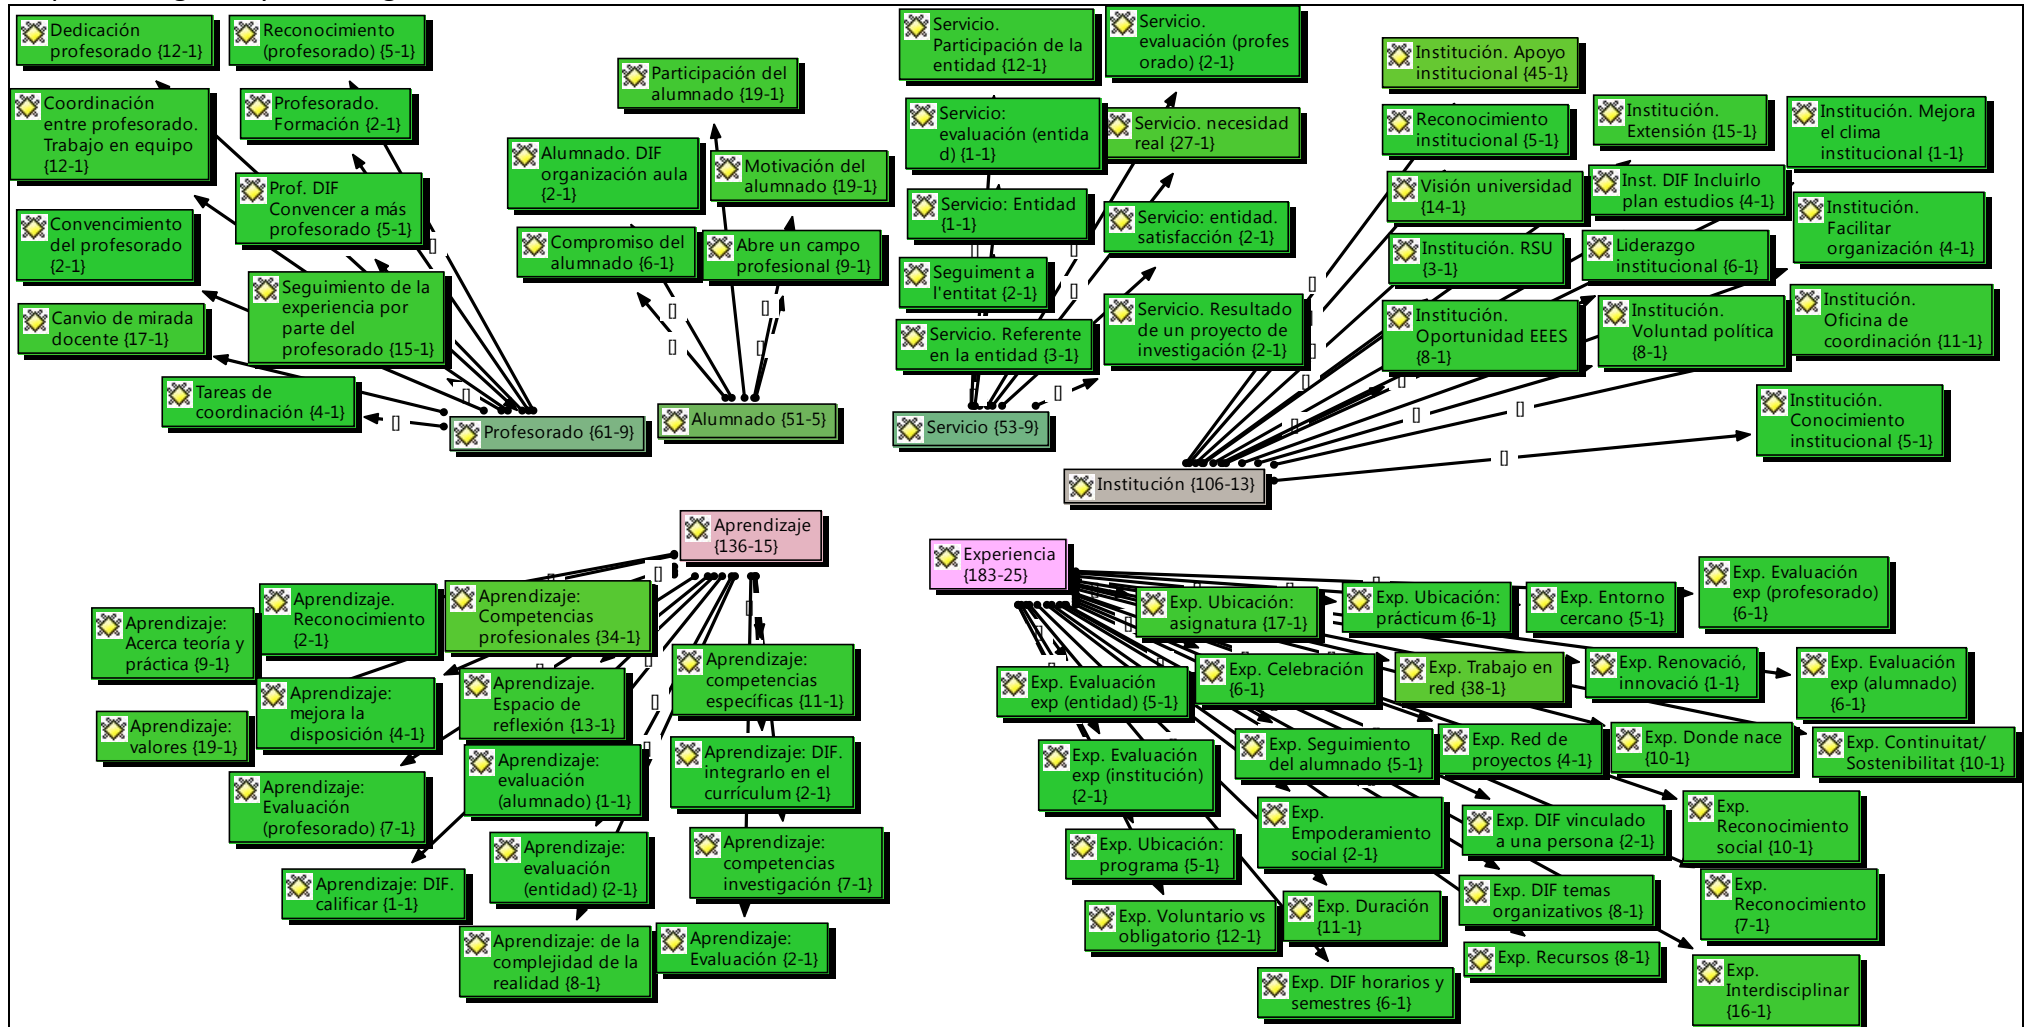 Dedicación
profesorado {12-1}
Reconocimiento
(profesorado) {5-1}
Coordinación
entre profesorado.
Trabajo en equipo
{12-1}
Profesorado.
Formación {2-1}
Prof. DIF
Convencer a más
profesorado {5-1}
Convencimiento
del profesorado
{2-1}
Seguimiento de la
experiencia por
parte del
profesorado {15-1}
Canvio de mirada
docente {17-1}
Tareas de
coordinación {4-1}
Profesorado {61-9}
Participación del
alumnado {19-1}
Alumnado. DIF
organización aula
{2-1}
Motivación del
alumnado {19-1}
Compromiso del
alumnado {6-1}
Abre un campo
profesional {9-1}
Alumnado {51-5}
Servicio.
Participación de la
entidad {12-1}
Servicio.
evaluación (profes
orado) {2-1}
Servicio:
evaluación (entida
d) {1-1}
Servicio. necesidad
real {27-1}
Servicio: Entidad
{1-1}
Servicio: entidad.
satisfacción {2-1}
Seguiment a
l'entitat {2-1}
Servicio. Resultado
de un proyecto de
investigación {2-1}
Servicio. Referente
en la entidad {3-1}
Servicio {53-9}
Institución. Apoyo
institucional {45-1}
Reconocimiento
institucional {5-1}
Institución.
Extensión {15-1}
Institución. Mejora
el clima
institucional {1-1}
Visión universidad
{14-1}
Inst. DIF Incluirlo
plan estudios {4-1}
Institución.
Facilitar
organización {4-1}
Institución. RSU
{3-1}
Liderazgo
institucional {6-1}
Institución.
Oportunidad EEES
{8-1}
Institución.
Voluntad política
{8-1}
Institución.
Oficina de
coordinación {11-1}
Institución.
Conocimiento
institucional {5-1}
Institución {106-13}
Aprendizaje
{136-15}
Aprendizaje:
Acerca teoría y
práctica {9-1}
Aprendizaje.
Reconocimiento
{2-1}
Aprendizaje:
Competencias
profesionales {34-1}
Aprendizaje:
competencias
específicas {11-1}
Aprendizaje:
valores {19-1}
Aprendizaje:
mejora la
disposición {4-1}
Aprendizaje.
Espacio de
reflexión {13-1}
Aprendizaje: DIF.
integrarlo en el
currículum {2-1}
Aprendizaje:
Evaluación
(profesorado) {7-1}
Aprendizaje:
evaluación
(alumnado) {1-1}
Aprendizaje:
competencias
investigación {7-1}
Aprendizaje: DIF.
calificar {1-1}
Aprendizaje:
evaluación
(entidad) {2-1}
Aprendizaje: de la
complejidad de la
realidad {8-1}
Aprendizaje:
Evaluación {2-1}
Experiencia
{183-25}
Exp. Ubicación:
asignatura {17-1}
Exp. Ubicación:
prácticum {6-1}
Exp. Entorno
cercano {5-1}
Exp. Evaluación
exp (profesorado)
{6-1}
Exp. Evaluación
exp (entidad) {5-1}
Exp. Celebración
{6-1}
Exp. Trabajo en
red {38-1}
Exp. Renovació,
innovació {1-1}
Exp. Evaluación
exp (alumnado)
{6-1}
Exp. Evaluación
exp (institución)
{2-1}
Exp. Seguimiento
del alumnado {5-1}
Exp. Red de
proyectos {4-1}
Exp. Donde nace
{10-1}
Exp. Continuitat/
Sostenibilitat {10-1}
Exp. Ubicación:
programa {5-1}
Exp.
Empoderamiento
social {2-1}
Exp. DIF vinculado
a una persona {2-1}
Exp.
Reconocimiento
social {10-1}
Exp. Voluntario vs
obligatorio {12-1}
Exp. Duración
{11-1}
Exp. DIF temas
organizativos {8-1}
Exp.
Reconocimiento
{7-1}
Exp. DIF horarios y
semestres {6-1}
Exp. Recursos {8-1}
Exp.
Interdisciplinar
{16-1}